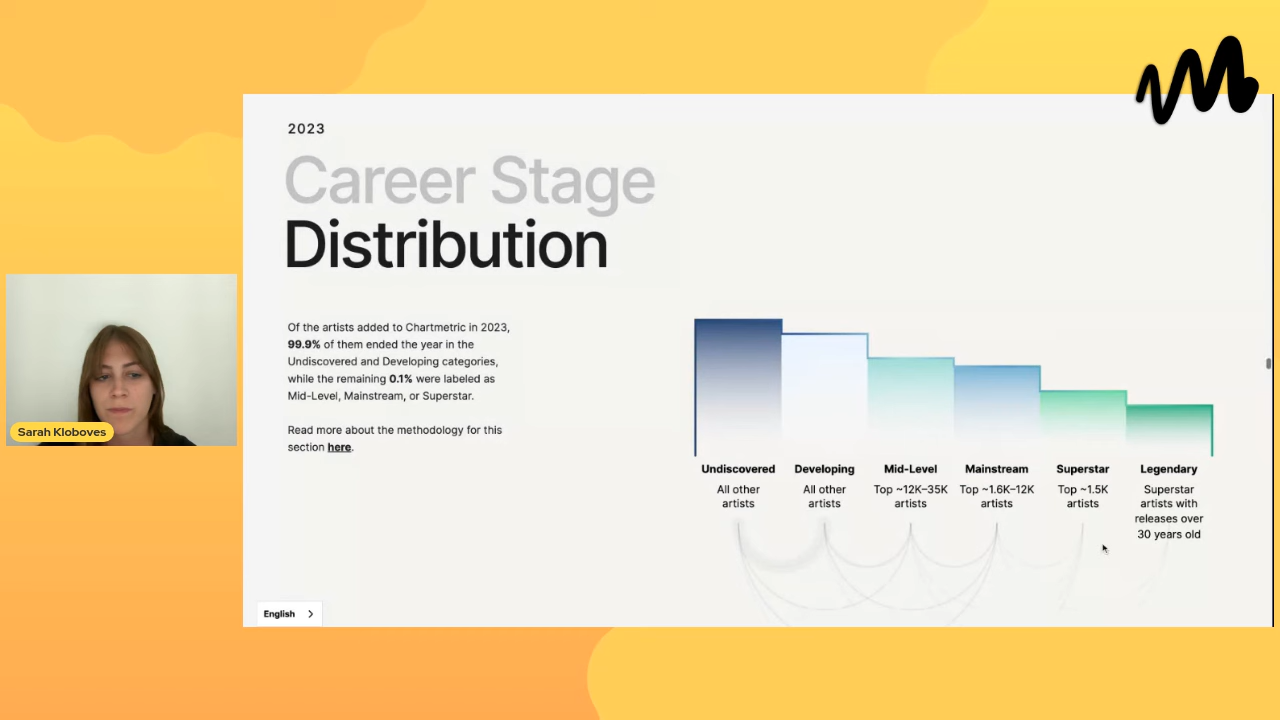 2023
Career Stage
Distribution
Of the artists added to Chartmetric in 2023,
99.9% of them ended the year in the
Undiscovered and Developing categories,
while the remaining 0.1% were labeled as
Mid-Level, Mainstream, or Superstar.
Read more about the methodology for this
section here.
Undiscovered
All other
artists
Developing
All other
artists
Mid-Level
Top ~12K–35K
artists
Mainstream
Top ~1.6K–12K
artists
Superstar
Top ~1.5K
artists
Legendary
Superstar
artists with
releases over
30 years old
English
Sarah Kloboves